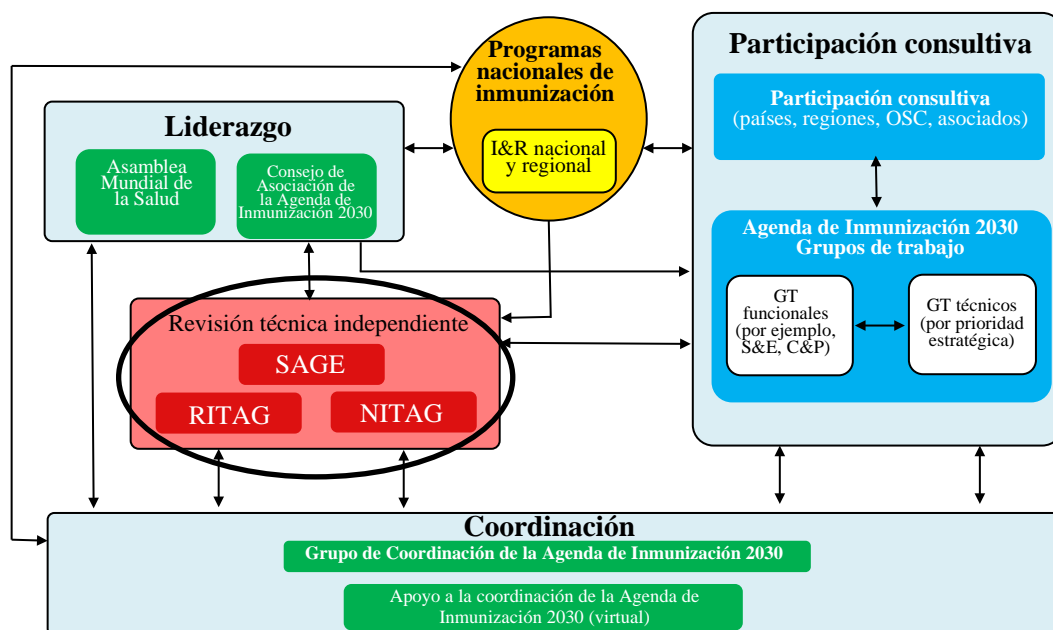 Programas
nacionales de
inmunización
I&R nacional
y regional
Liderazgo
Asamblea
Mundial de
la Salud
Consejo de
Asociación de
la Agenda de
Inmunización 2030
Participación consultiva
Participación consultiva
(países, regiones, OSC, asociados)
Agenda de Inmunización 2030
Grupos de trabajo
GT
funcionales
(por ejemplo,
S&E, C&P)
GT técnicos
(por prioridad
estratégica)
Revisión técnica independiente
SAGE
RITAG
NITAG
Coordinación
Grupo de Coordinación de la Agenda de Inmunización 2030
Apoyo a la coordinación de la Agenda de
Inmunización 2030 (virtual)